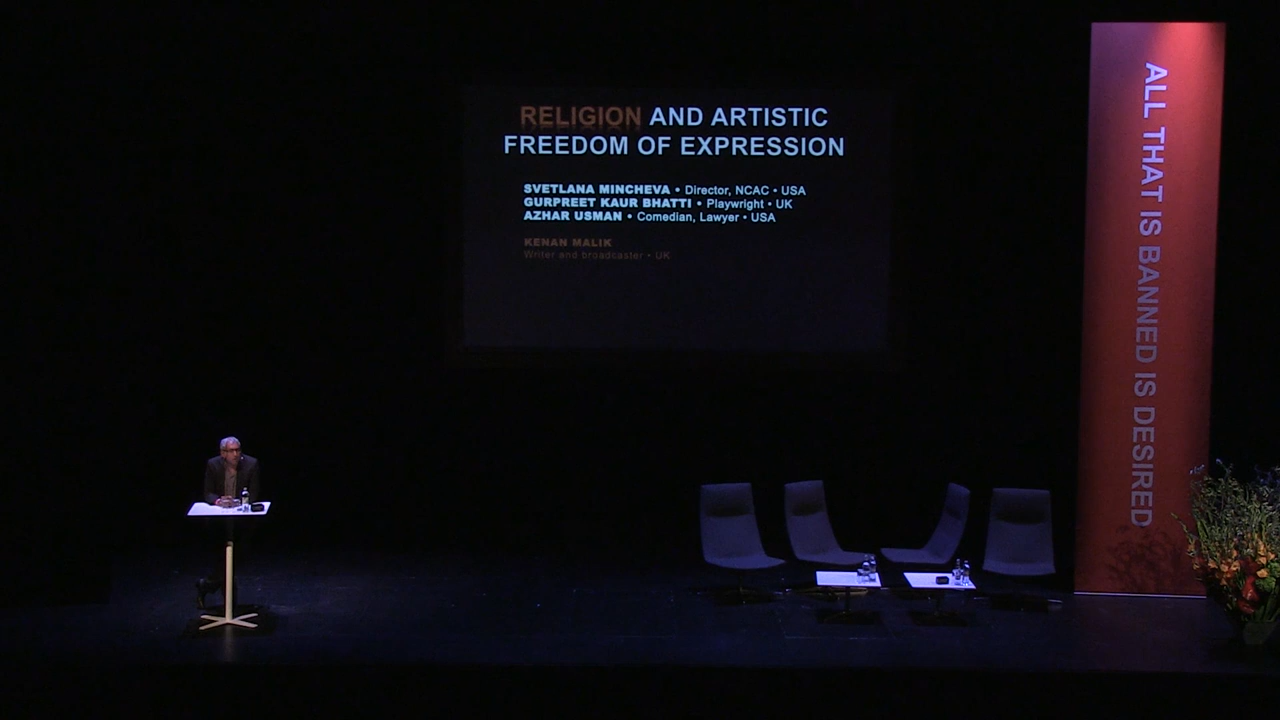 RELIGION AND ARTISTIC
FREEDOM OF EXPRESSION
SVETLANA MINCHEVA • Director, NCAC • USA
GURPREET KAUR BHATTI • Playwright • UK
AZHAR USMAN • Comedian, Lawyer • USA
KENAN MALIK
Writer and broadcaster • UK
ALL THAT IS BANNED IS DESIRED